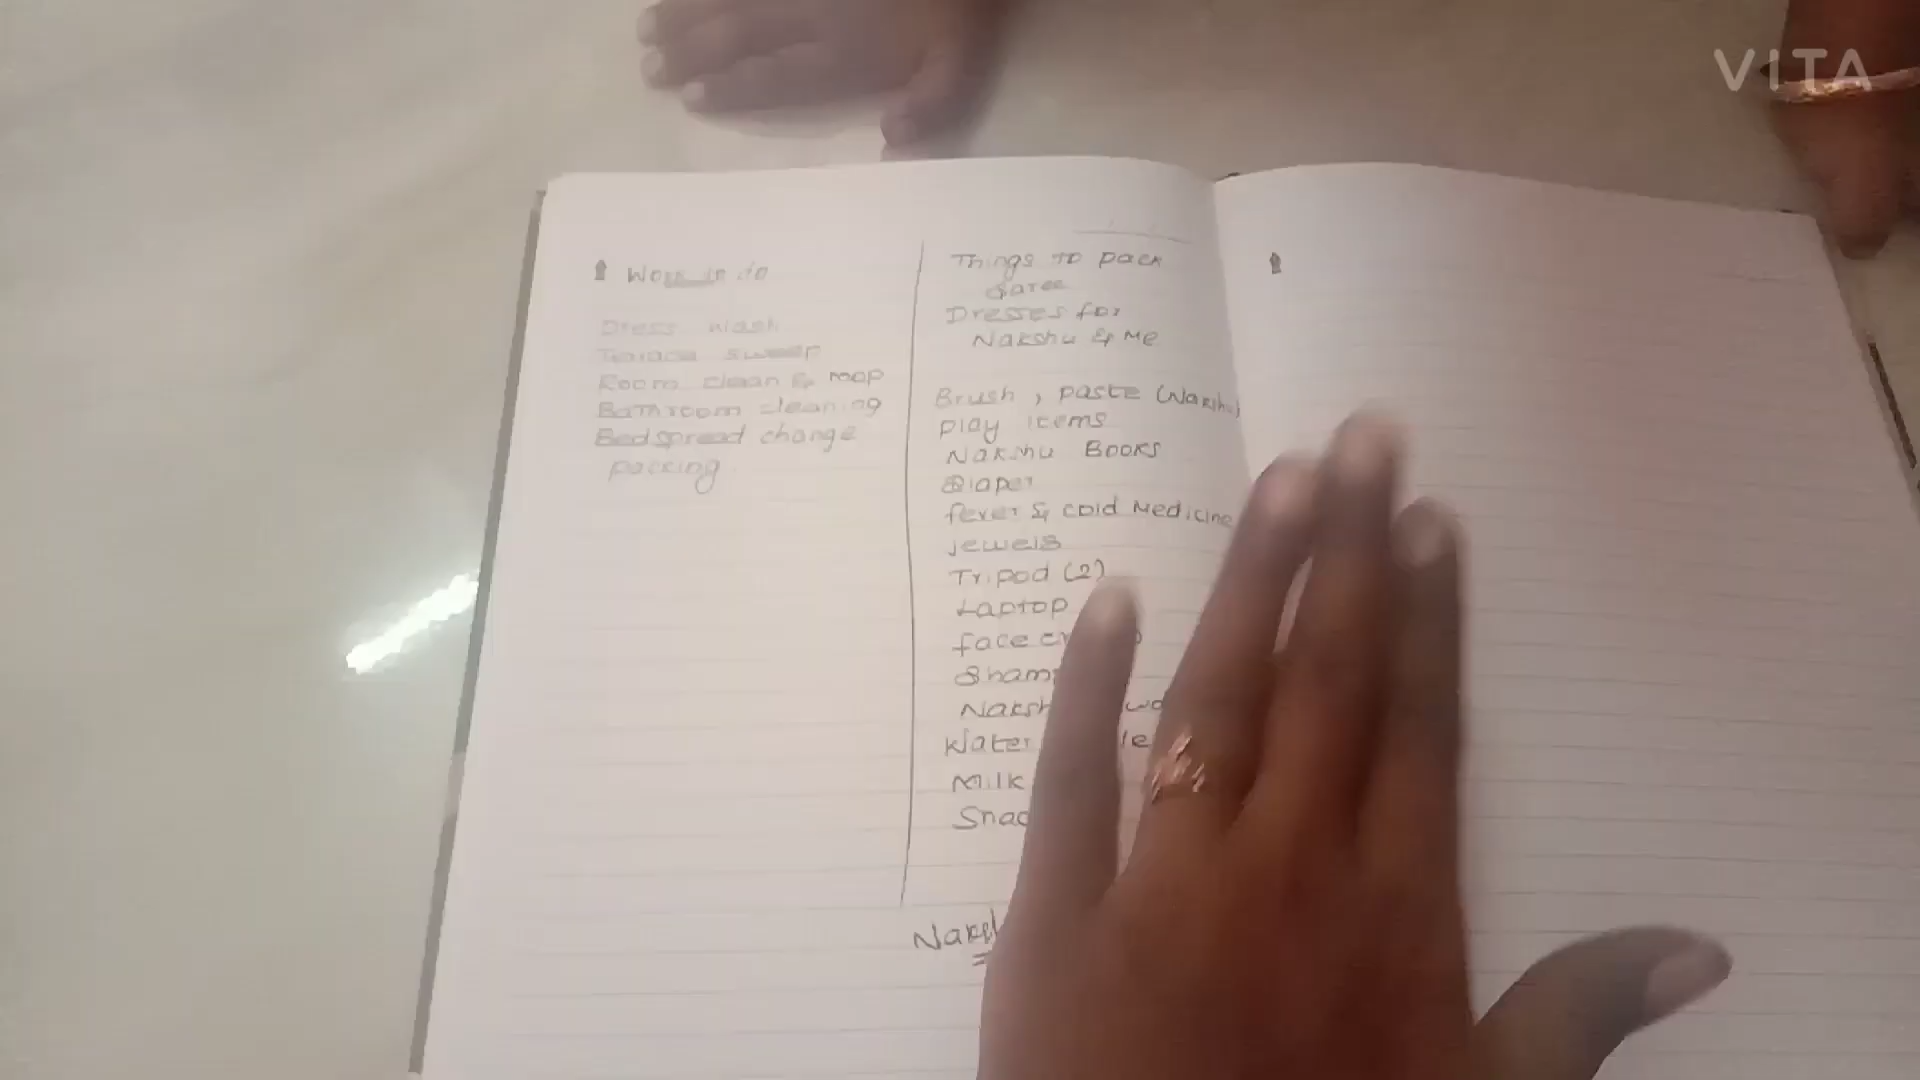 VITA
Work to do
Dress wash
Terrace sweep
Room clean & mop
Bathroom cleaning
Bedspread change
packing
Things to pack
Saree
Dresses for
Nakshu & Me
Brush, paste (Nakshu)
play items
Nakshu Books
Diaper
fever & cold Medicine
jewels
Tripod (2)
Laptop
face
Water
Milk